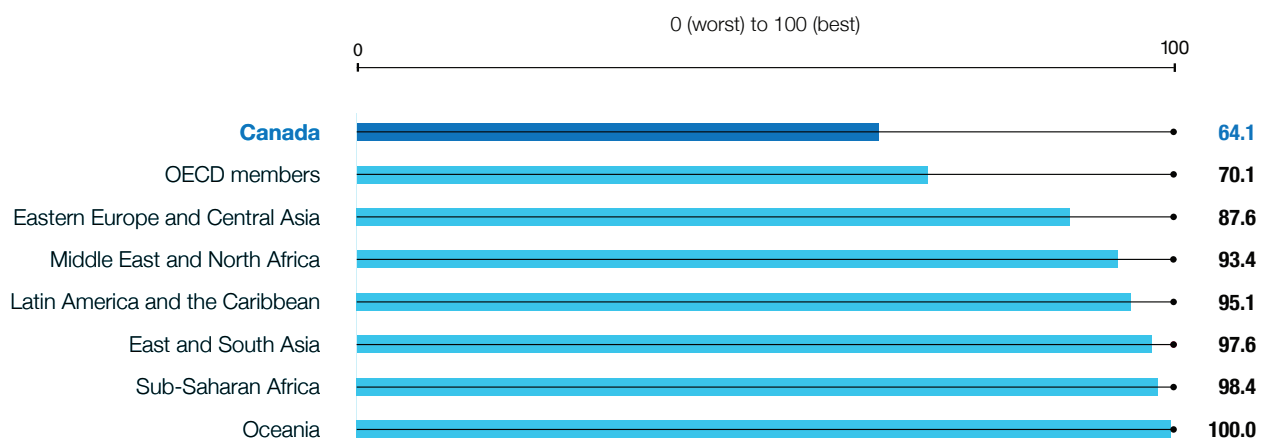 0 (worst) to 100 (best)
0 100
Canada 64.1
OECD members 70.1
Eastern Europe and Central Asia 87.6
Middle East and North Africa 93.4
Latin America and the Caribbean 95.1
East and South Asia 97.6
Sub-Saharan Africa 98.4
Oceania 100.0